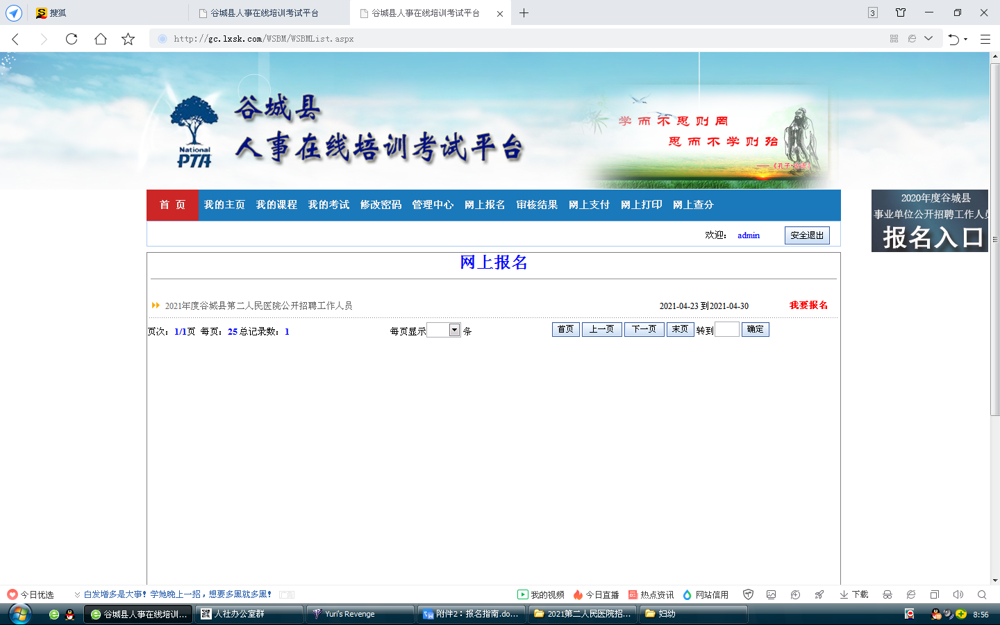 搜狐
谷城县人事在线培训考试平台
谷城县人事在线培训考试平台
3
http://gc.lxsk.com/WSBM/WSBMList.aspx
谷城县
人事在线培训考试平台
National
PTA
学而不思则罔
思而不学则殆
首 页 我的主页 我的课程 我的考试 修改密码 管理中心 网上报名 审核结果 网上支付 网上打印 网上查分
2020年度谷城县
事业单位公开招聘工作人员
报名入口
欢迎： admin 安全退出
网上报名
2021年度谷城县第二人民医院公开招聘工作人员 2021-04-23 到2021-04-30 我要报名
页次：1/1页 每页：25 总记录数：1 每页显示 条 首页 上一页 下一页 末页 转到 确定
今日优选 白发增多是大事！学她晚上一招，想要多黑就多黑！ 广告 我的视频 今日直播 热点资讯 网站信用 下载
谷城县人事在线培训... 人社办公室群 Yuri's Revenge 附件2：报名指南.do... 2021第二人民医院招... 妇幼 8:56